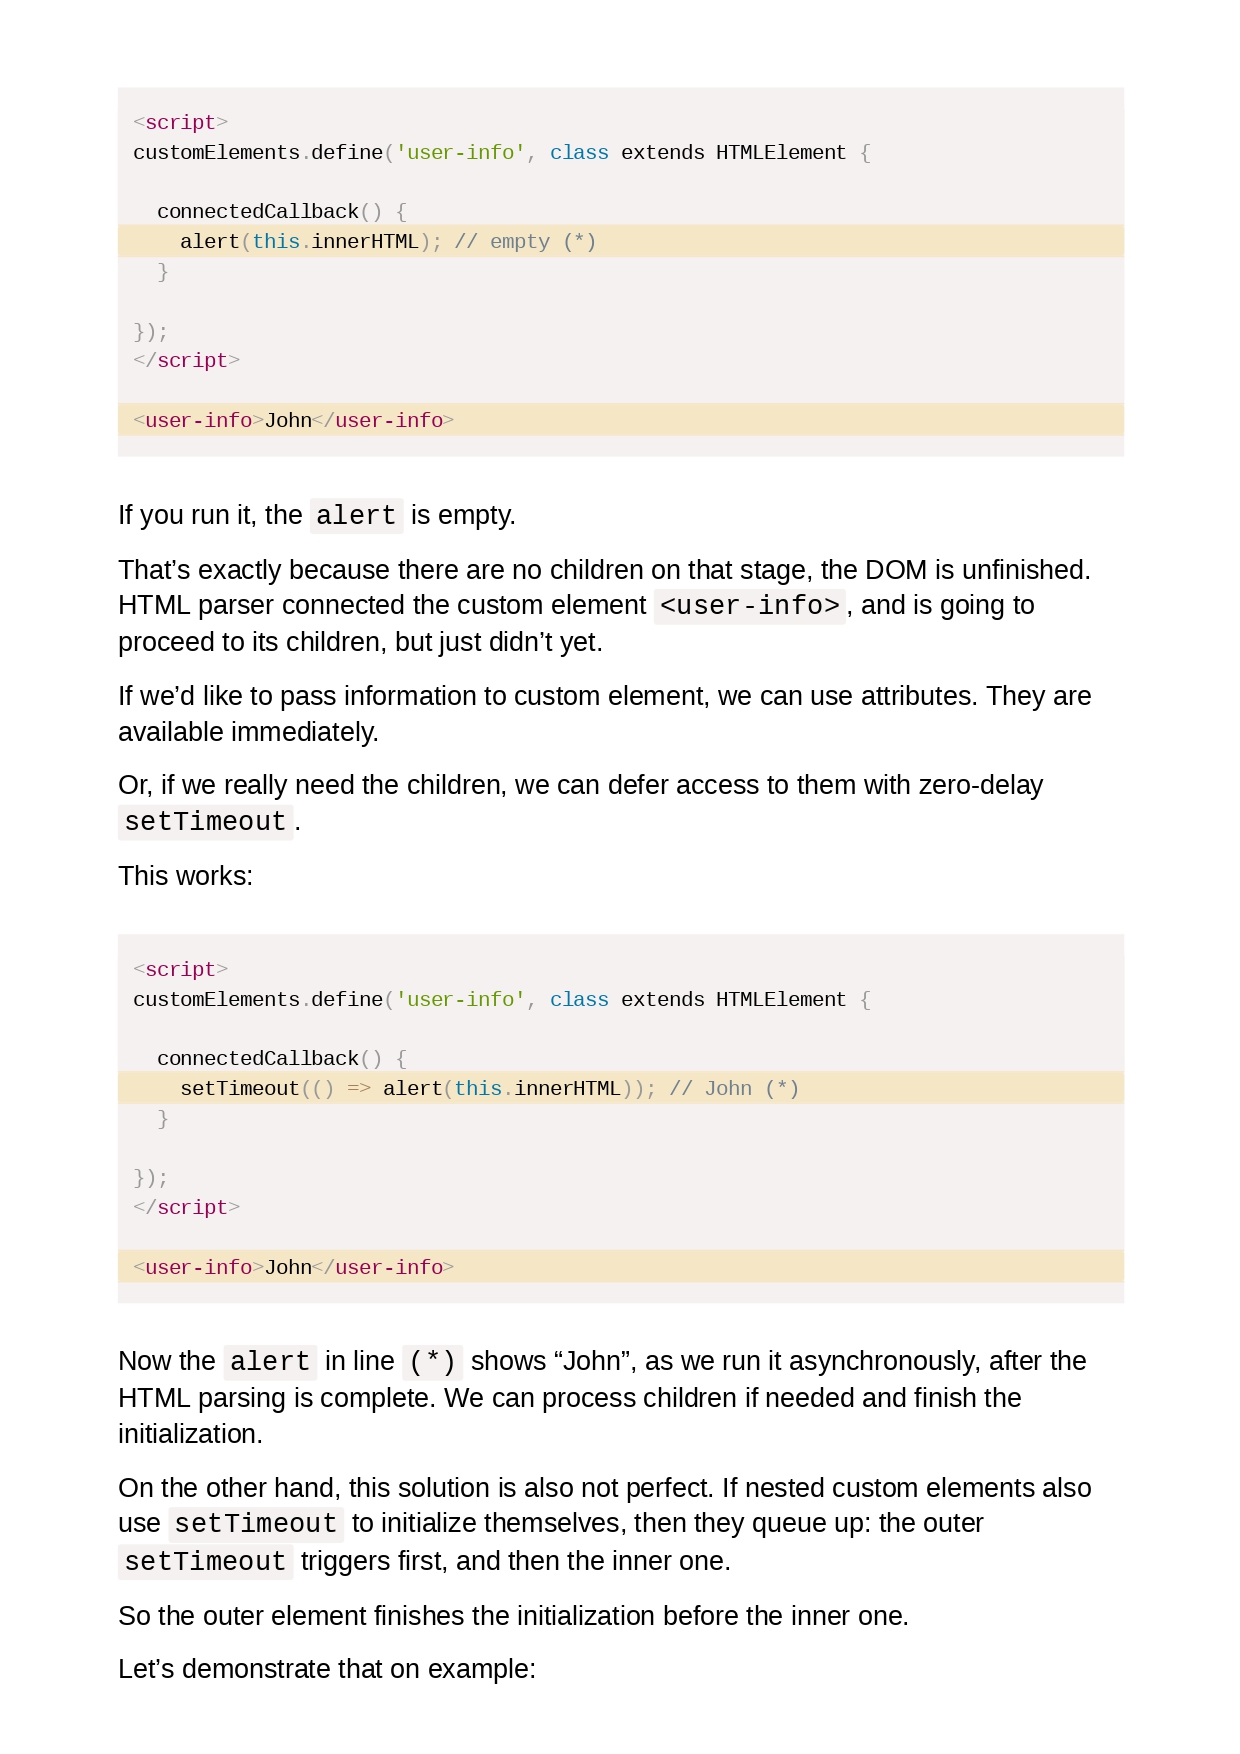 <script>
customElements.define('user-info', class extends HTMLElement {
  connectedCallback() {
    alert(this.innerHTML); // empty (*)
  }
});
</script>
<user-info>John</user-info>
If you run it, the alert is empty.
That’s exactly because there are no children on that stage, the DOM is unfinished.
HTML parser connected the custom element <user-info>, and is going to
proceed to its children, but just didn’t yet.
If we’d like to pass information to custom element, we can use attributes. They are
available immediately.
Or, if we really need the children, we can defer access to them with zero-delay
setTimeout.
This works:
<script>
customElements.define('user-info', class extends HTMLElement {
  connectedCallback() {
    setTimeout(() => alert(this.innerHTML)); // John (*)
  }
});
</script>
<user-info>John</user-info>
Now the alert in line (*) shows “John”, as we run it asynchronously, after the
HTML parsing is complete. We can process children if needed and finish the
initialization.
On the other hand, this solution is also not perfect. If nested custom elements also
use setTimeout to initialize themselves, then they queue up: the outer
setTimeout triggers first, and then the inner one.
So the outer element finishes the initialization before the inner one.
Let’s demonstrate that on example: